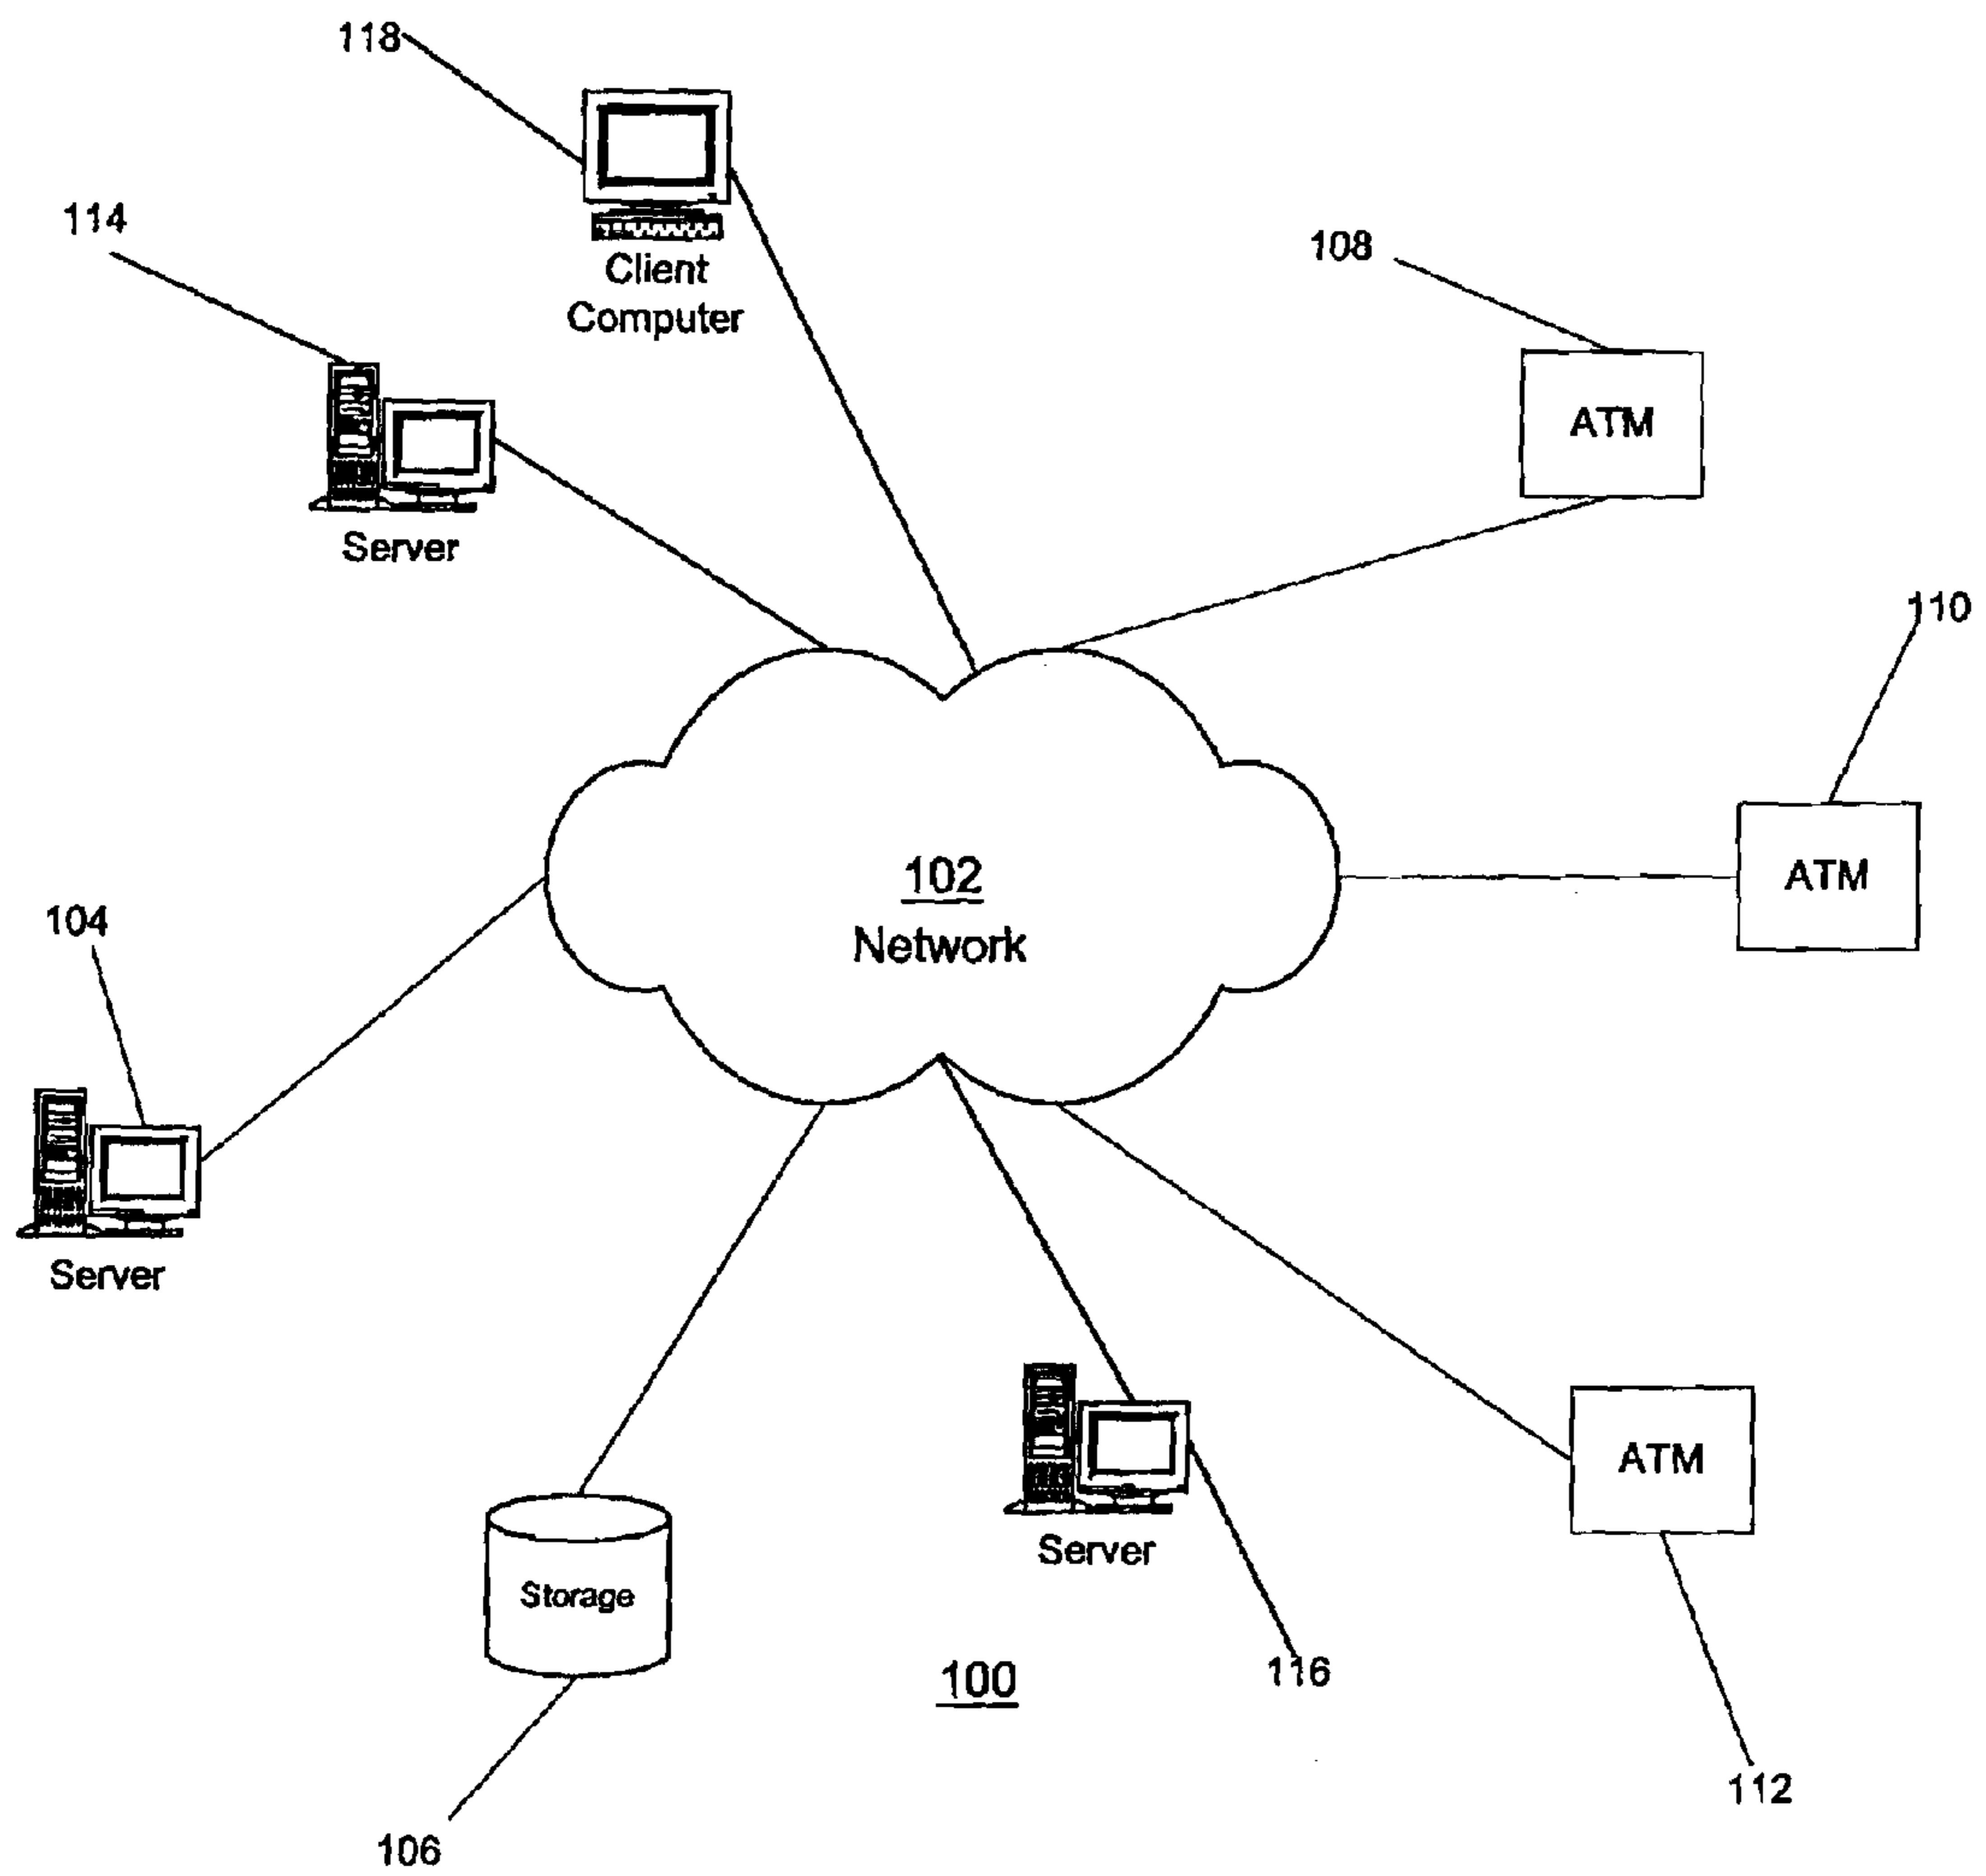 118
Client
Computer
114
Server
108
ATM
110
ATM
102
Network
104
Server
ATM
Server
Storage
116
100
112
106